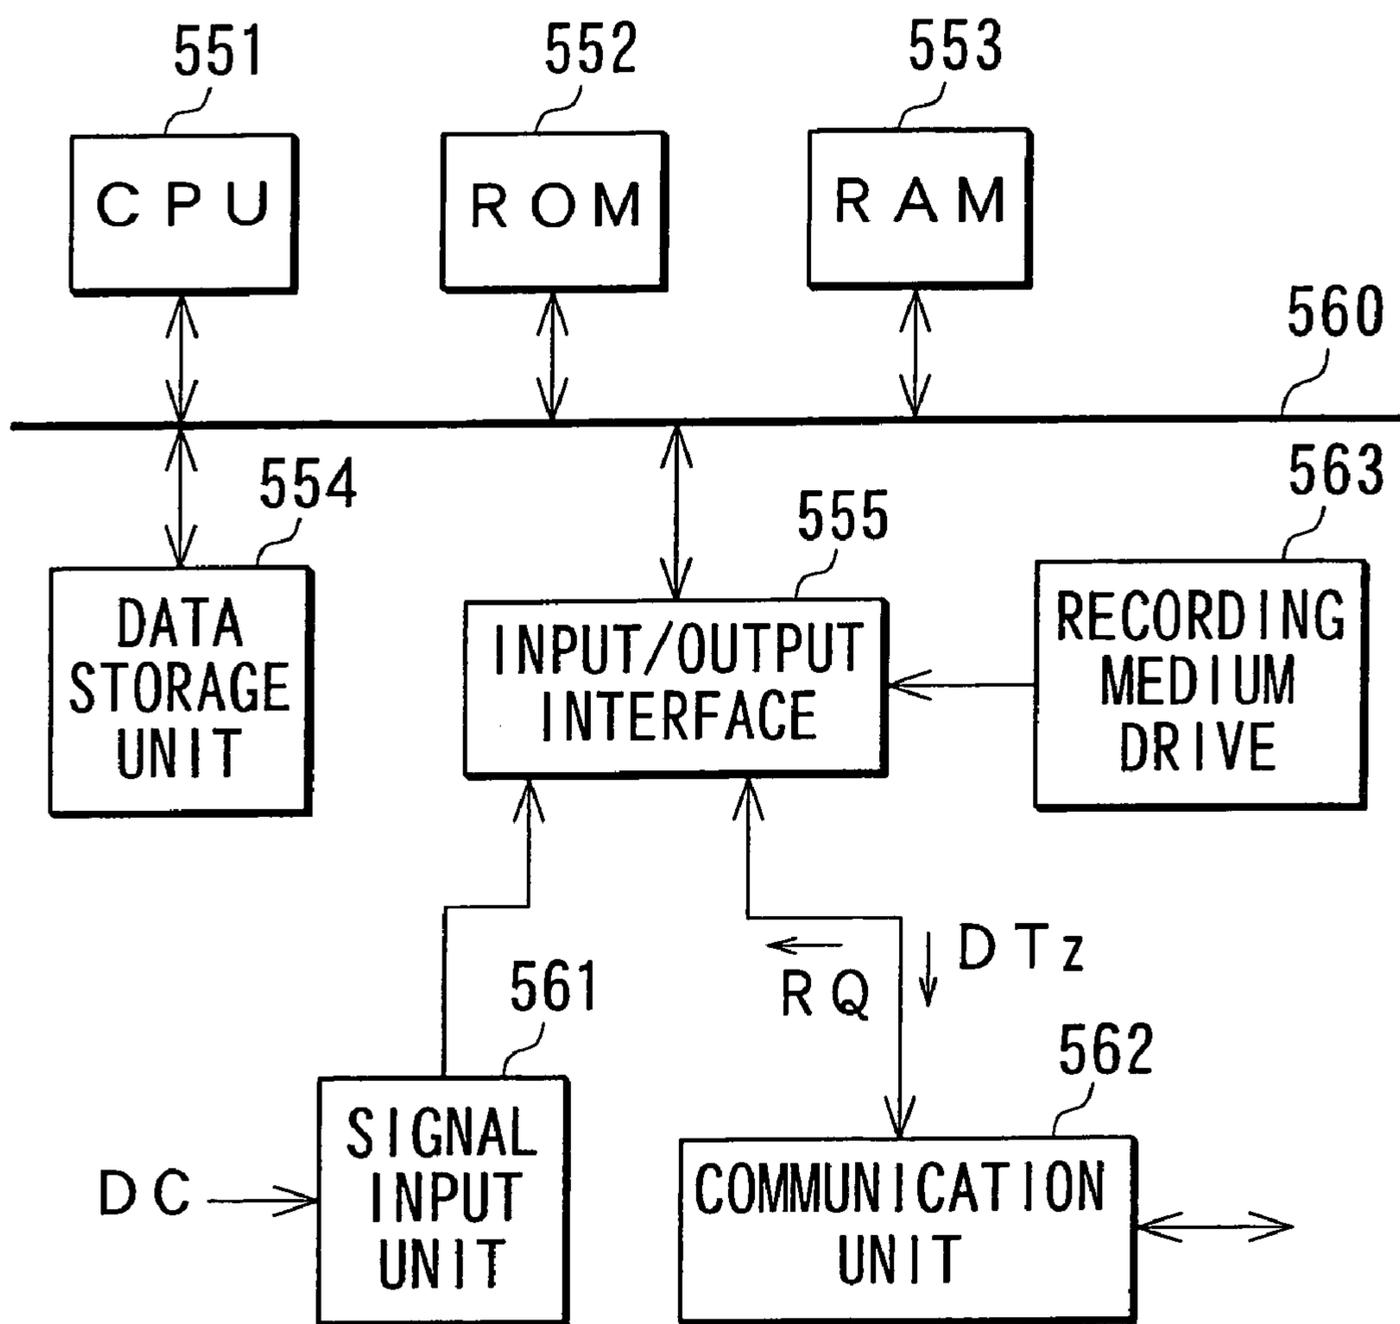 551
552
553
CPU
ROM
RAM
560
554
555
563
DATA
STORAGE
UNIT
INPUT/OUTPUT
INTERFACE
RECORDING
MEDIUM
DRIVE
DTz
RQ
561
562
DC
SIGNAL
INPUT
UNIT
COMMUNICATION
UNIT